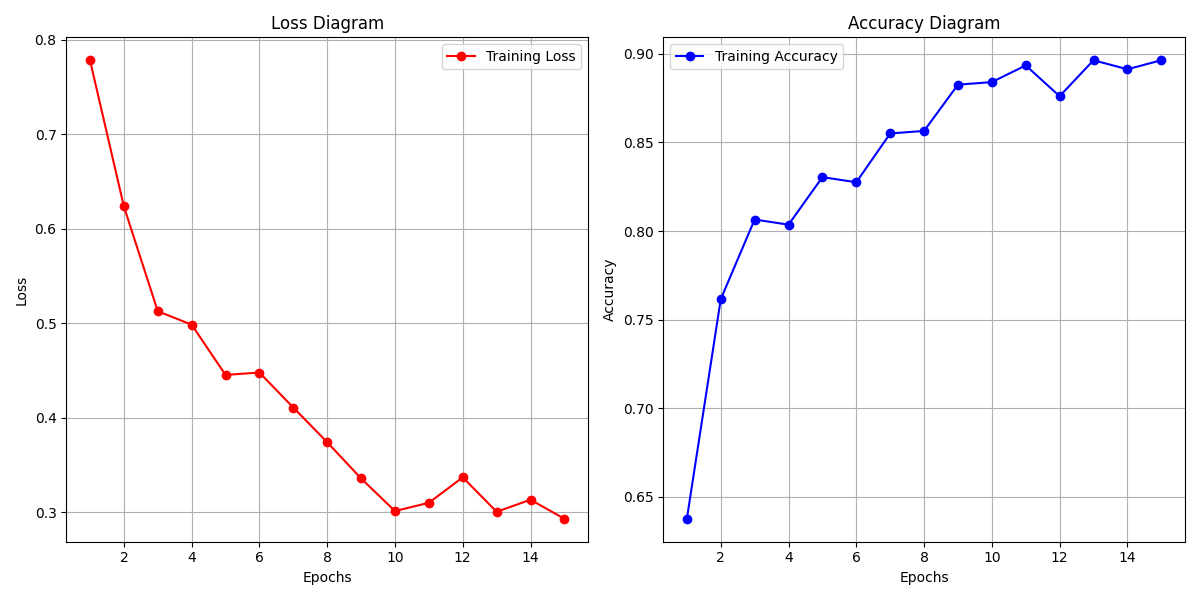 Loss Diagram
Training Loss
0.8
0.7
0.6
0.5
0.4
0.3
Loss
2 4 6 8 10 12 14
Epochs
Accuracy Diagram
Training Accuracy
0.90
0.85
0.80
0.75
0.70
0.65
Accuracy
2 4 6 8 10 12 14
Epochs